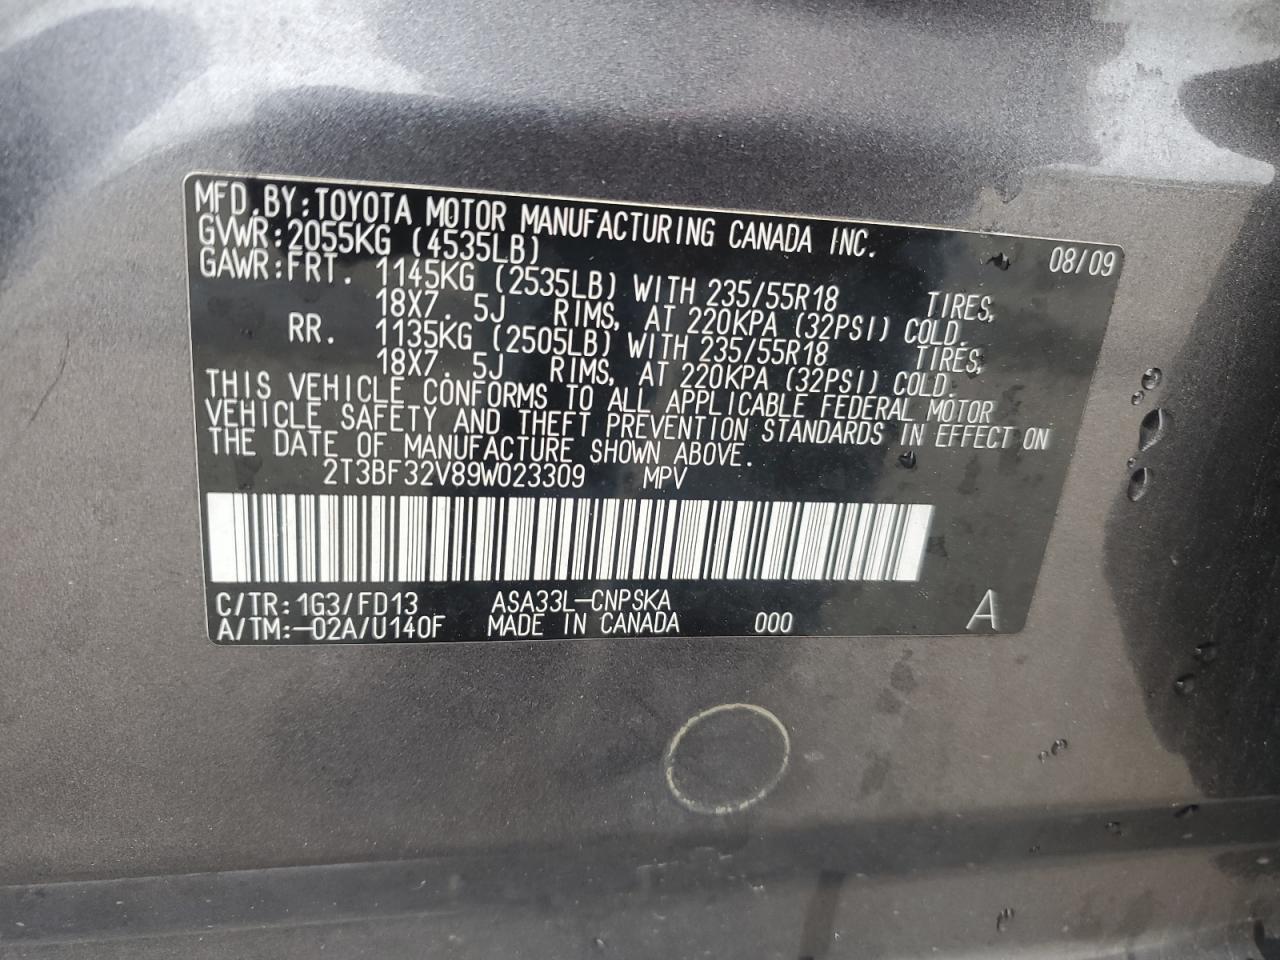 MFD.BY:TOYOTA MOTOR MANUFACTURING CANADA INC. 08/09
GVWR:2055KG (4535LB)
GAWR:FRT. 1145KG (2535LB) WITH 235/55R18 TIRES,
18X7. 5J RIMS, AT 220KPA (32PSI) COLD.
RR. 1135KG (2505LB) WITH 235/55R18 TIRES,
18X7. 5J RIMS, AT 220KPA (32PSI) COLD.
THIS VEHICLE CONFORMS TO ALL APPLICABLE FEDERAL MOTOR
VEHICLE SAFETY AND THEFT PREVENTION STANDARDS IN EFFECT ON
THE DATE OF MANUFACTURE SHOWN ABOVE.
2T3BF32V89W023309 MPV
C/TR:1G3/FD13 ASA33L-CNPSKA
A/TM:-02A/U140F MADE IN CANADA 000 A